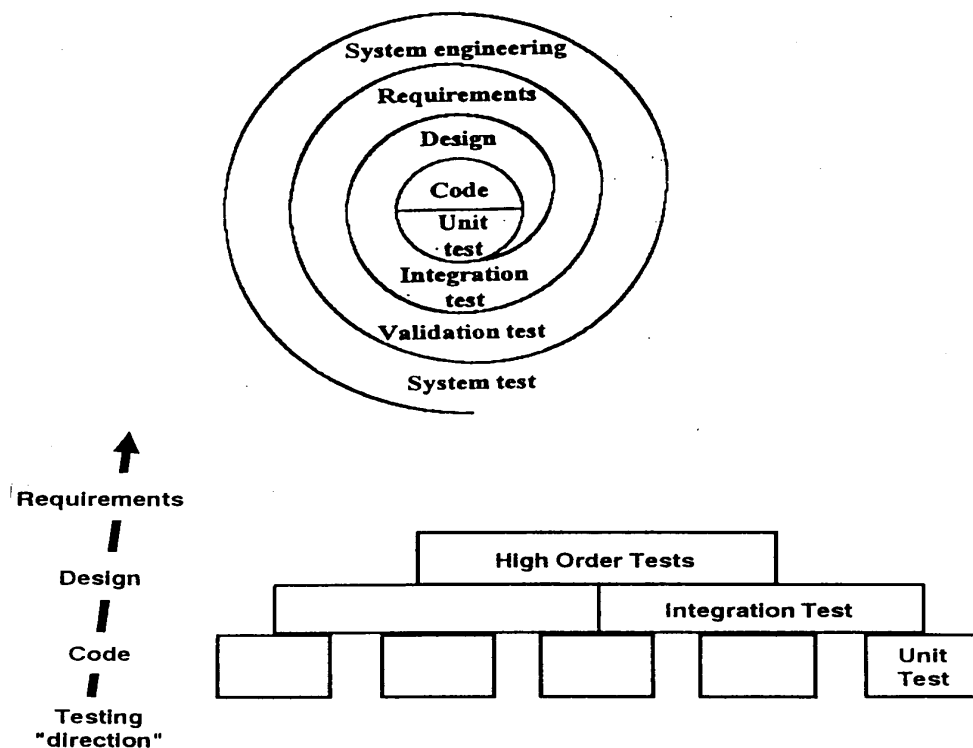 System engineering
Requirements
Design
Code
Unit
test
Integration
test
Validation test
System test
Requirements
Design
Code
Testing
"direction"
High Order Tests
Integration Test
Unit
Test